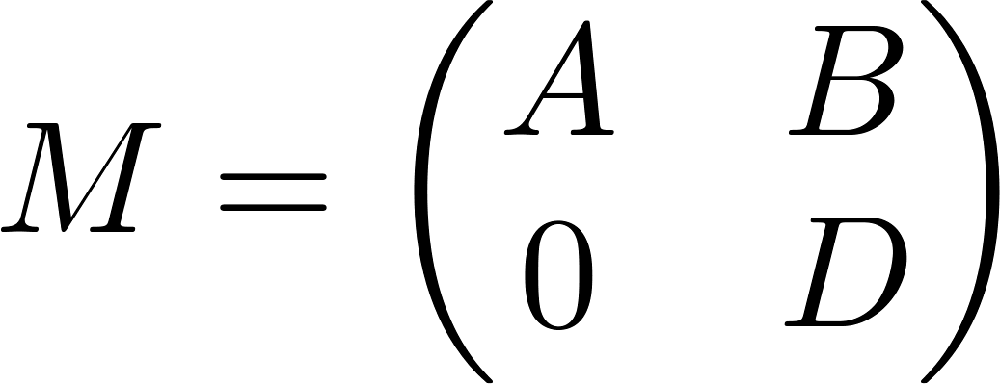 M = ( A B
0 D )